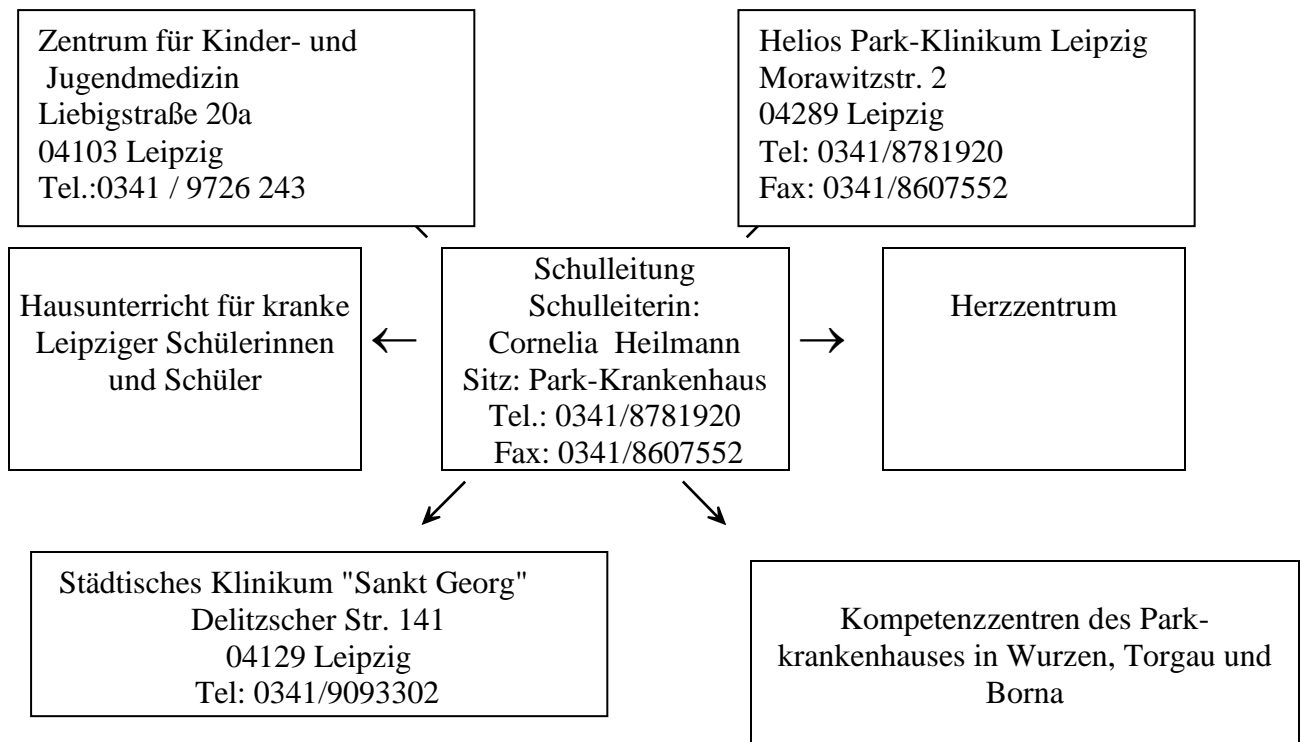 Zentrum für Kinder- und
Jugendmedizin
Liebigstraße 20a
04103 Leipzig
Tel.:0341 / 9726 243
Helios Park-Klinikum Leipzig
Morawitzstr. 2
04289 Leipzig
Tel: 0341/8781920
Fax: 0341/8607552
Hausunterricht für kranke
Leipziger Schülerinnen
und Schüler
Schulleitung
Schulleiterin:
Cornelia Heilmann
Sitz: Park-Krankenhaus
Tel.: 0341/8781920
Fax: 0341/8607552
Herzzentrum
Städtisches Klinikum "Sankt Georg"
Delitzscher Str. 141
04129 Leipzig
Tel: 0341/9093302
Kompetenzzentren des Park-
krankenhauses in Wurzen, Torgau und
Borna